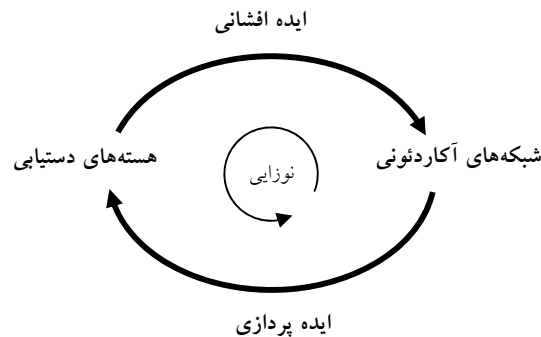 ایده افشانی
شبکه‌های آکاردئونی
هسته‌های دستیابی
نوزایی
ایده پردازی